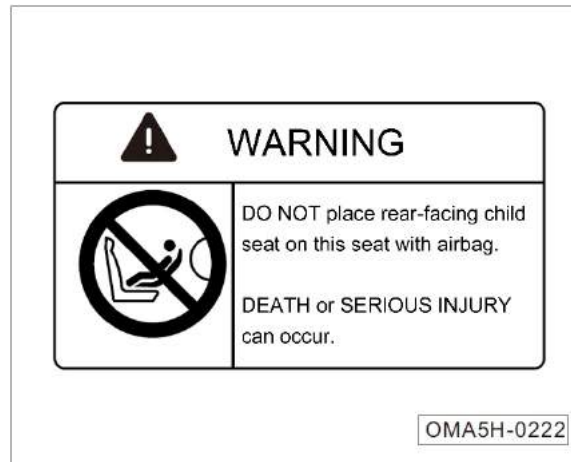 WARNING
DO NOT place rear-facing child
seat on this seat with airbag.
DEATH or SERIOUS INJURY
can occur.
OMA5H-0222